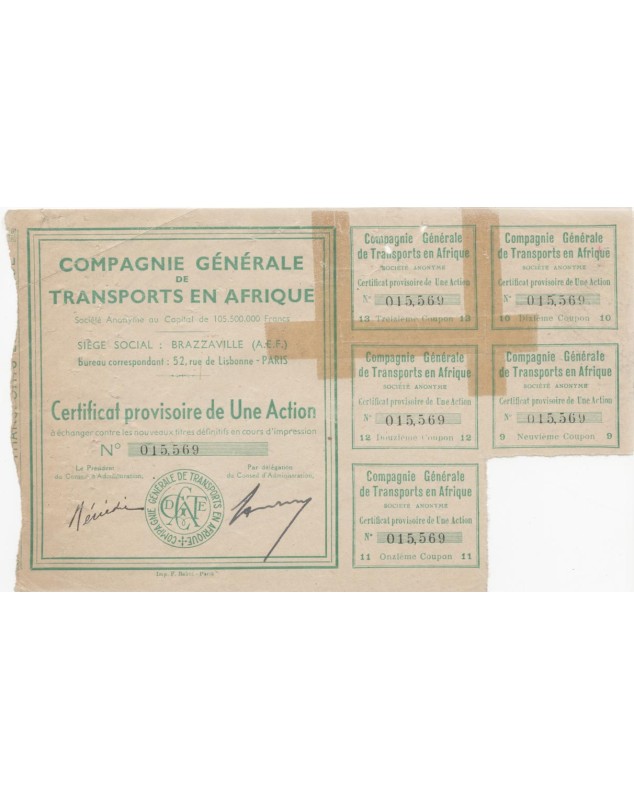 COMPAGNIE GÉNÉRALE
DE
TRANSPORTS EN AFRIQUE
Société Anonyme au Capital de 105.500.000 Francs
SIÈGE SOCIAL : BRAZZAVILLE (A.E.F.)
Bureau correspondant : 52, rue de Lisbonne - PARIS
Certificat provisoire de Une Action
à échanger contre les nouveaux titres définitifs en cours d'impression
N° 015,569
Le Président
du Conseil d'Administration,
Par délégation
du Conseil d'Administration,
COMPAGNIE GÉNÉRALE DE TRANSPORTS EN AFRIQUE
Imp. F. - Paris
Compagnie Générale
de Transports en Afrique
SOCIÉTÉ ANONYME
Certificat provisoire de Une Action
N° 015,569
13 Treizième Coupon 13
Compagnie Générale
de Transports en Afrique
SOCIÉTÉ ANONYME
Certificat provisoire de Une Action
N° 015,569
10 Dixième Coupon 10
Compagnie Générale
de Transports en Afrique
SOCIÉTÉ ANONYME
Certificat provisoire de Une Action
N° 015,569
12 Douzième Coupon 12
Compagnie Générale
de Transports en Afrique
SOCIÉTÉ ANONYME
Certificat provisoire de Une Action
N° 015,569
9 Neuvième Coupon 9
Compagnie Générale
de Transports en Afrique
SOCIÉTÉ ANONYME
Certificat provisoire de Une Action
N° 015,569
11 Onzième Coupon 11